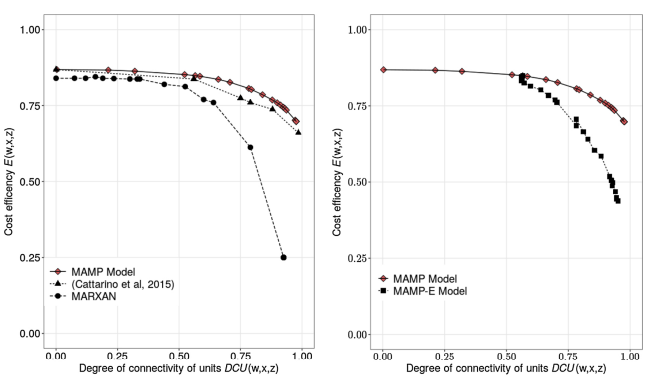 1.00
0.75
0.50
0.25
0.00
Cost efficency E(w,x,z)
MAMP Model
(Cattarino et al, 2015)
MARXAN
0.00 0.25 0.50 0.75 1.00
Degree of connectivity of units DCU(w,x,z)
1.00
0.75
0.50
0.25
0.00
Cost efficency E(w,x,z)
MAMP Model
MAMP-E Model
0.00 0.25 0.50 0.75 1.00
Degree of connectivity of units DCU(w,x,z)